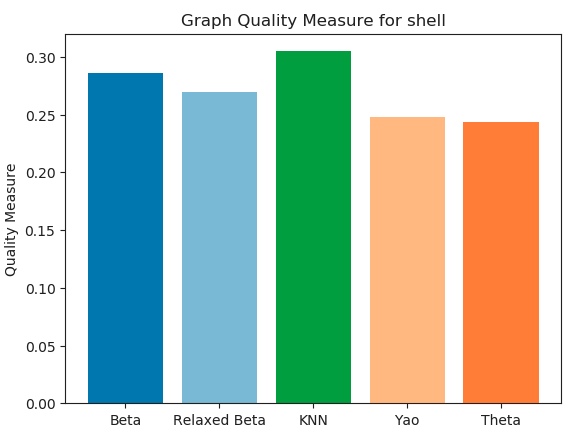 Graph Quality Measure for shell
Quality Measure
0.30
0.25
0.20
0.15
0.10
0.05
0.00
Beta
Relaxed Beta
KNN
Yao
Theta